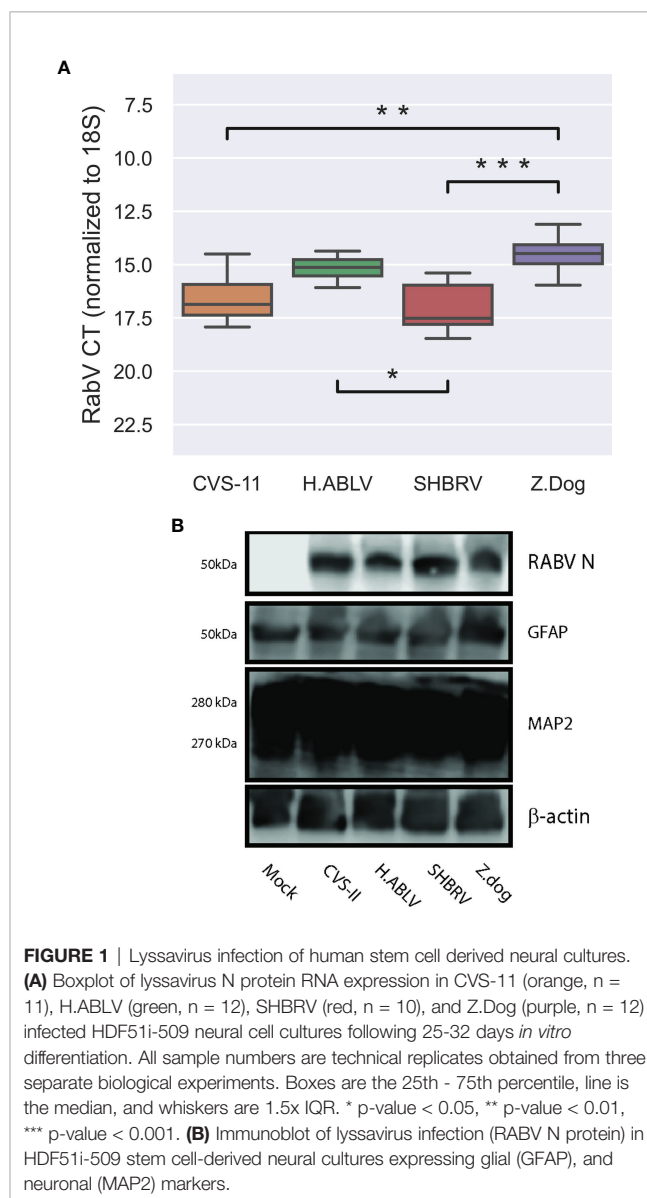 A
RabV CT (normalized to 18S)
7.5
10.0
12.5
15.0
17.5
20.0
22.5
* *
* * *
*
CVS-11 H.ABLV SHBRV Z.Dog
B
50kDa RABV N
50kDa GFAP
280 kDa
270 kDa
MAP2
β-actin
Mock CVS-II H.ABLV SHBRV Z.dog
FIGURE 1 | Lyssavirus infection of human stem cell derived neural cultures.
(A) Boxplot of lyssavirus N protein RNA expression in CVS-11 (orange, n =
11), H.ABLV (green, n = 12), SHBRV (red, n = 10), and Z.Dog (purple, n = 12)
infected HDF51i-509 neural cell cultures following 25-32 days in vitro
differentiation. All sample numbers are technical replicates obtained from three
separate biological experiments. Boxes are the 25th - 75th percentile, line is
the median, and whiskers are 1.5x IQR. * p-value < 0.05, ** p-value < 0.01,
*** p-value < 0.001. (B) Immunoblot of lyssavirus infection (RABV N protein) in
HDF51i-509 stem cell-derived neural cultures expressing glial (GFAP), and
neuronal (MAP2) markers.